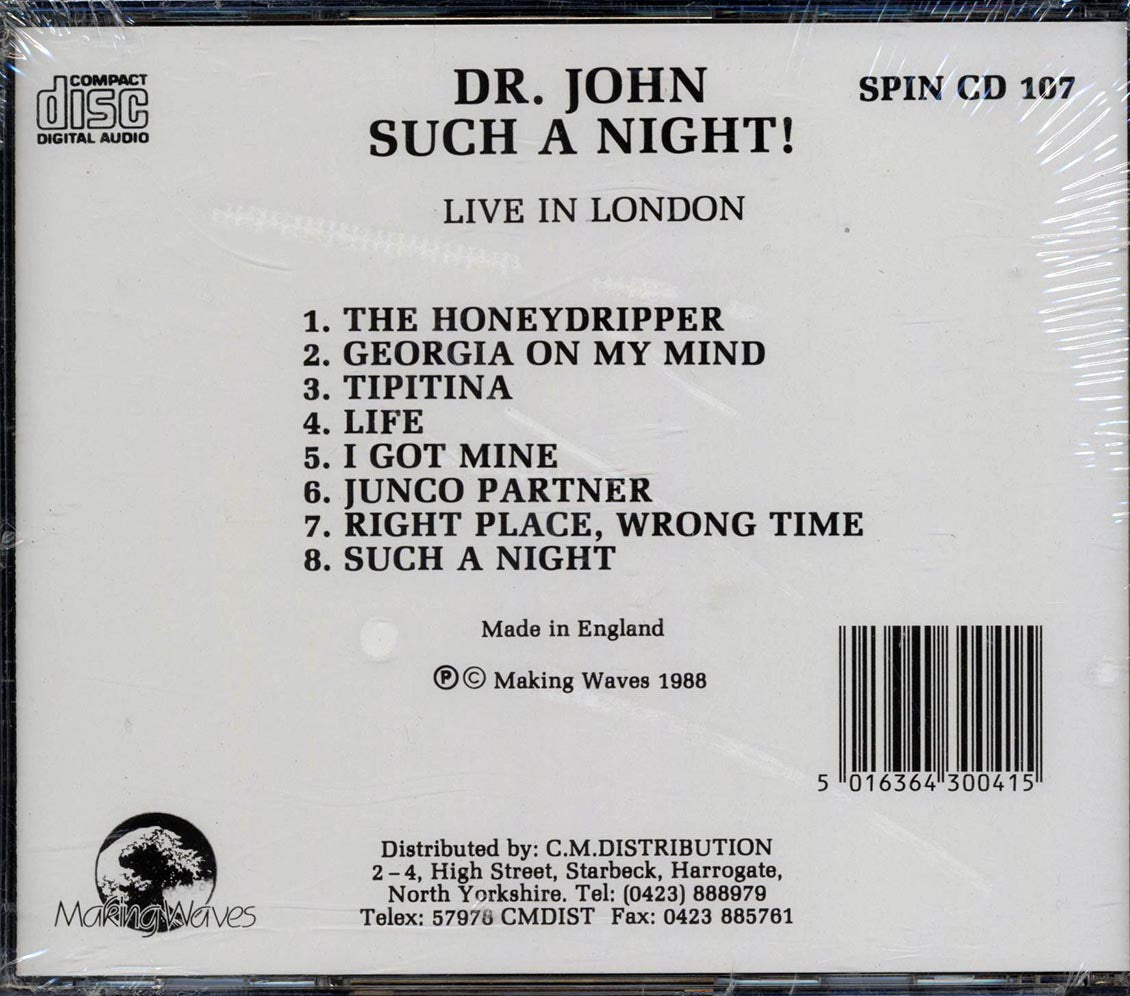 COMPACT
disc
DIGITAL AUDIO
DR. JOHN
SUCH A NIGHT!
SPIN CD 107
LIVE IN LONDON
1. THE HONEYDRIPPER
2. GEORGIA ON MY MIND
3. TIPITINA
4. LIFE
5. I GOT MINE
6. JUNCO PARTNER
7. RIGHT PLACE, WRONG TIME
8. SUCH A NIGHT
Made in England
Ⓟ © Making Waves 1988
5 016364 300415
Making Waves
Distributed by: C.M.DISTRIBUTION
2–4, High Street, Starbeck, Harrogate,
North Yorkshire. Tel: (0423) 888979
Telex: 57978 CMDIST Fax: 0423 885761